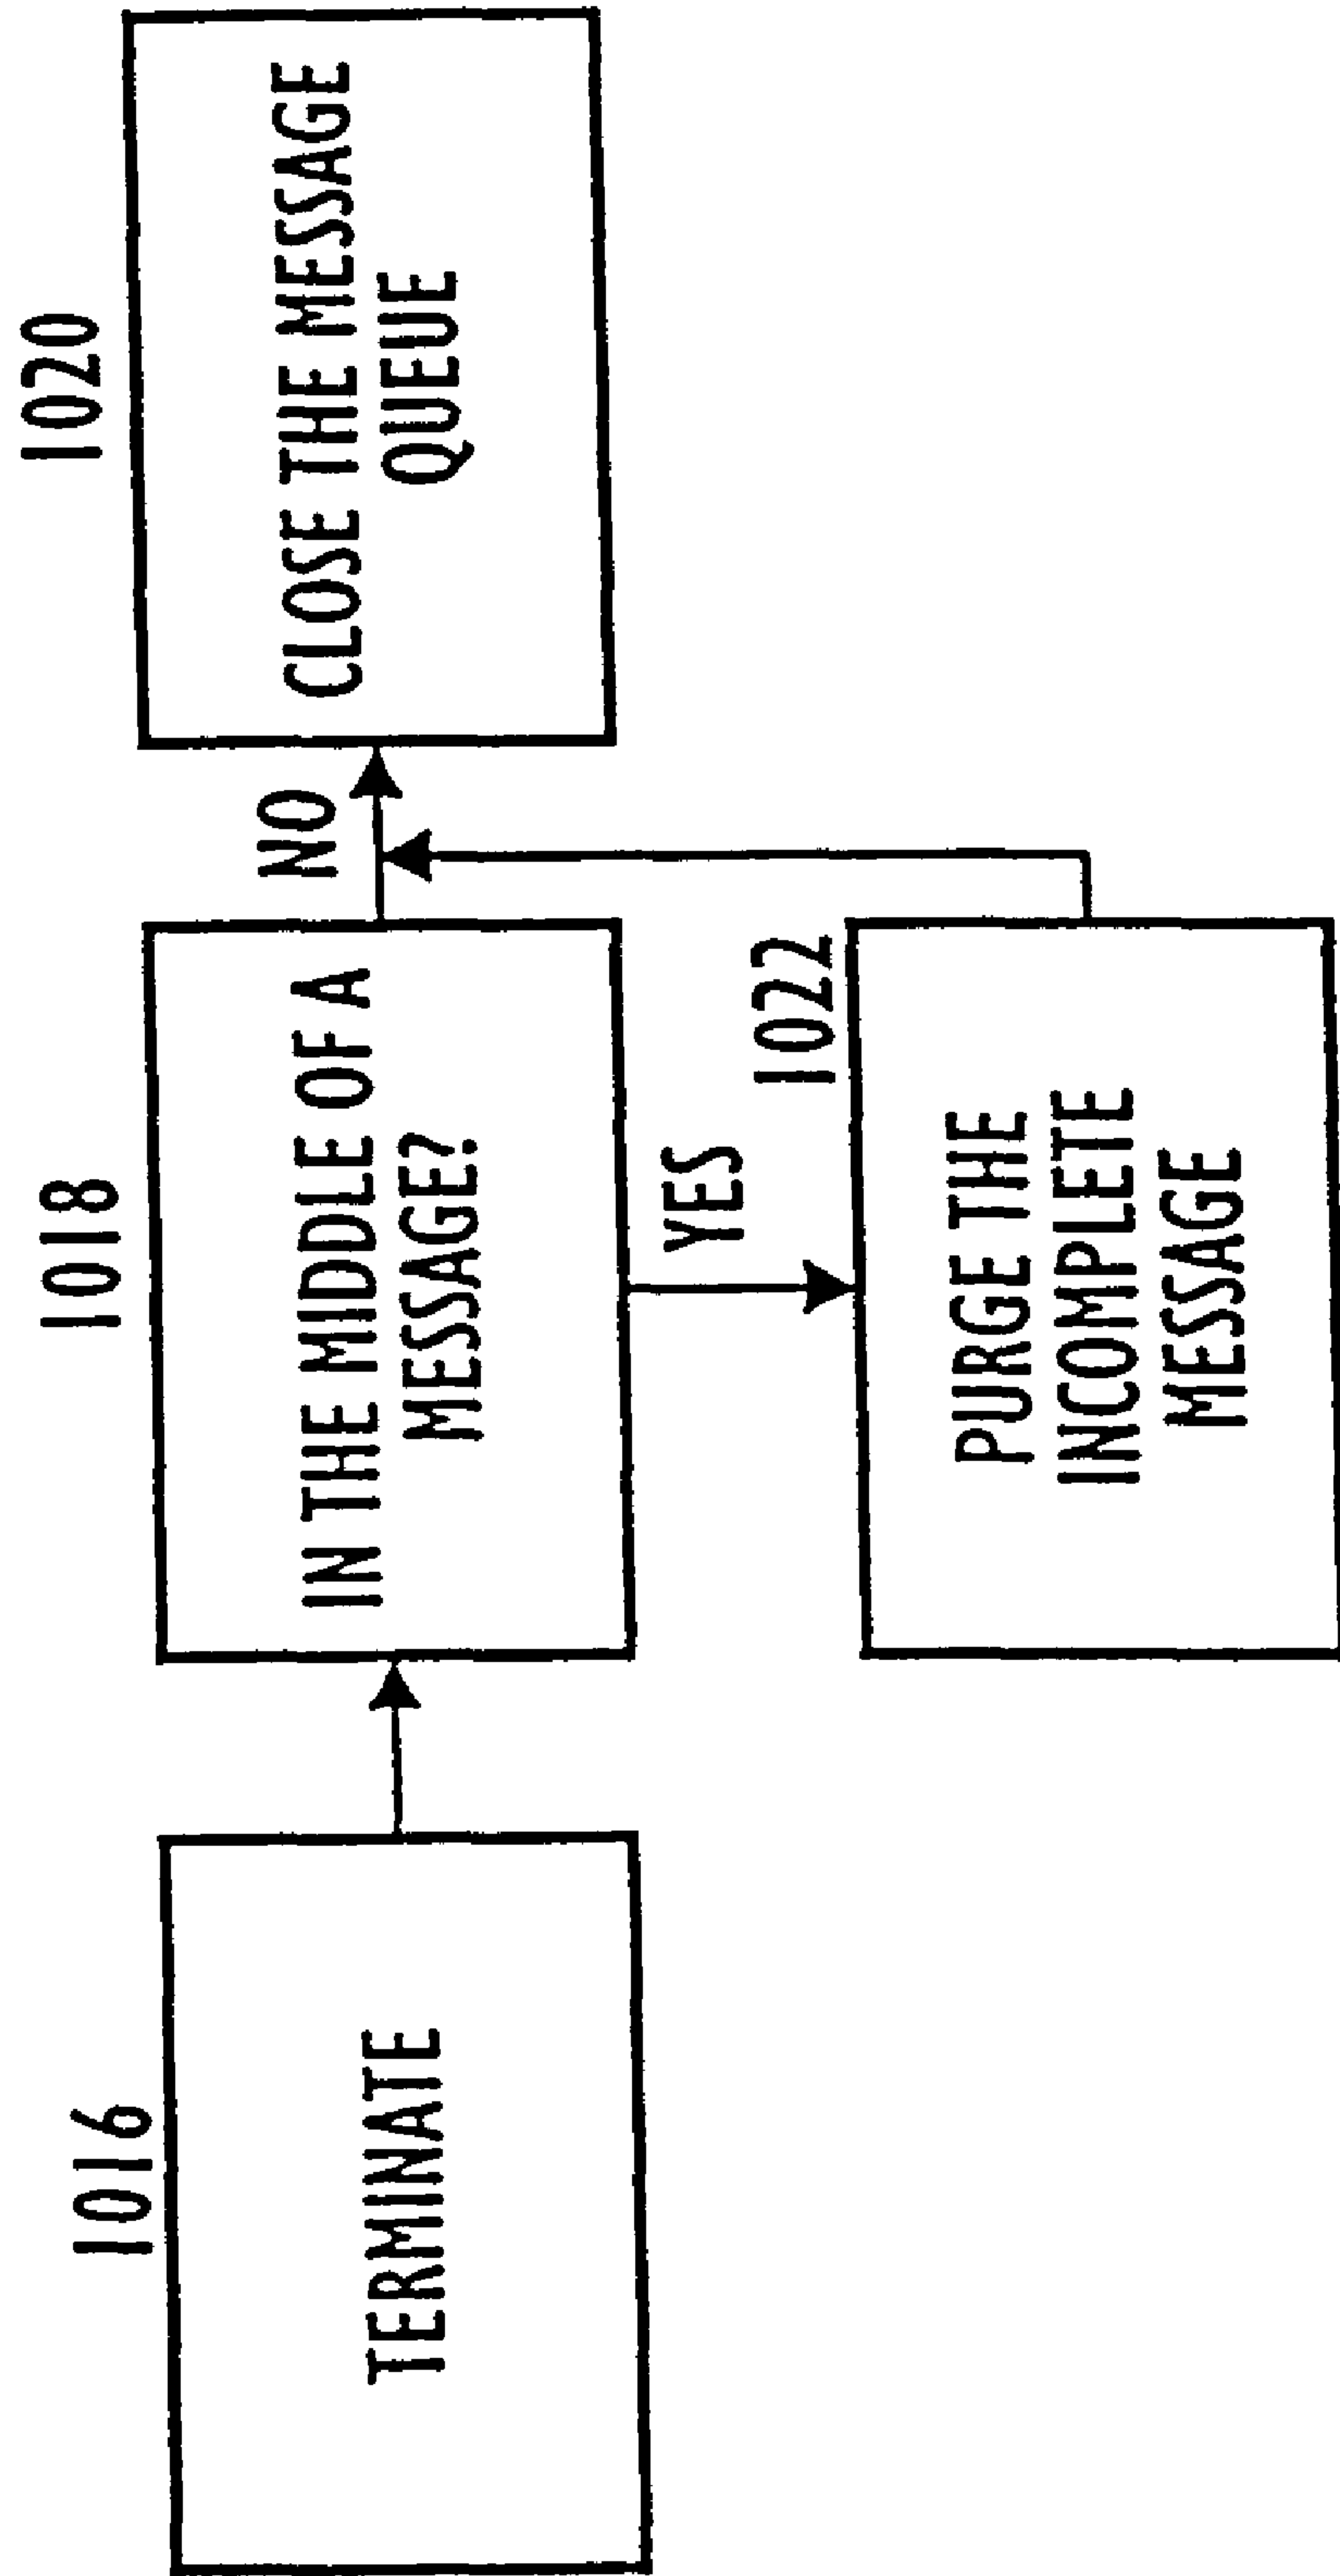 1016
TERMINATE
1018
IN THE MIDDLE OF A
MESSAGE?
NO
YES
1020
CLOSE THE MESSAGE
QUEUE
1022
PURGE THE
INCOMPLETE
MESSAGE